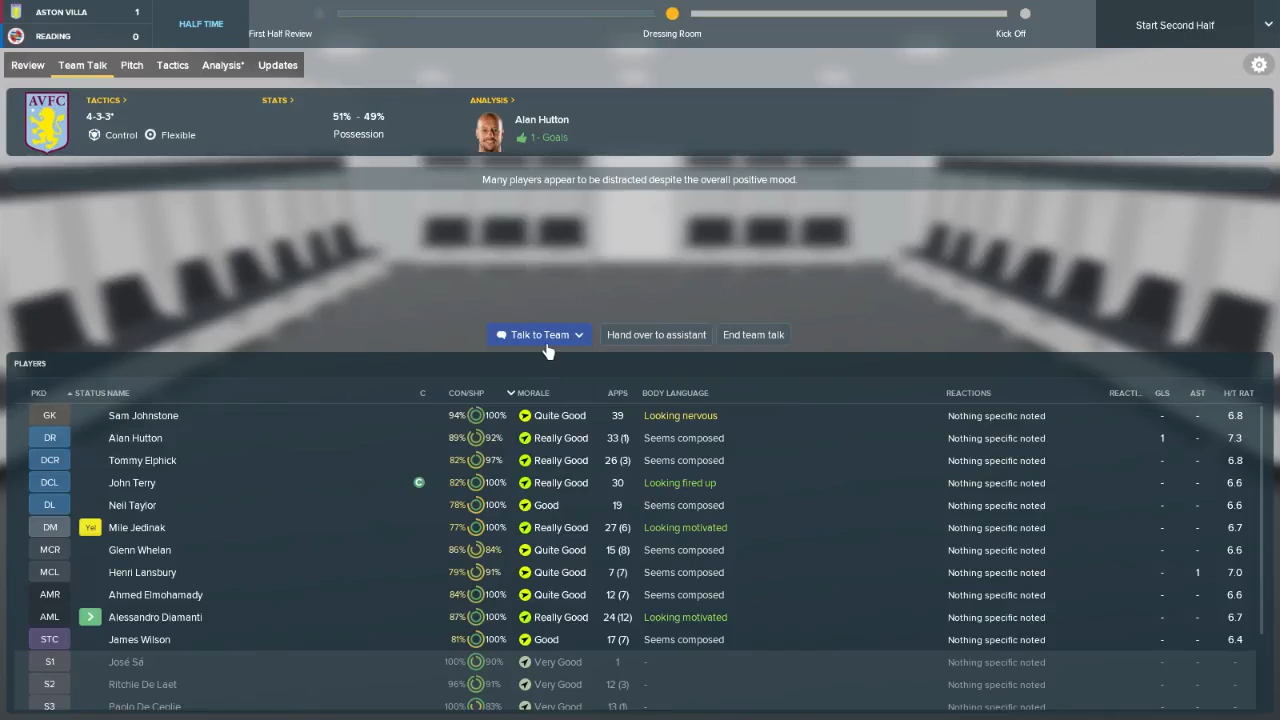 ASTON VILLA 1
READING 0
HALF TIME
First Half Review
Dressing Room
Kick Off
Start Second Half
Review Team Talk Pitch Tactics Analysis* Updates
AVFC
TACTICS >
4-3-3*
Control Flexible
STATS >
51% - 49%
Possession
ANALYSIS >
Alan Hutton
1 - Goals
Many players appear to be distracted despite the overall positive mood.
Talk to Team Hand over to assistant End team talk
PLAYERS
PKD STATUS NAME C CON/SHP MORALE APPS BODY LANGUAGE REACTIONS REACTI... GLS AST H/T RAT
GK Sam Johnstone 94% 100% Quite Good 39 Looking nervous Nothing specific noted - - 6.8
DR Alan Hutton 89% 92% Really Good 33 (1) Seems composed Nothing specific noted 1 - 7.3
DCR Tommy Elphick 82% 97% Really Good 26 (3) Seems composed Nothing specific noted - - 6.8
DCL John Terry C 82% 100% Really Good 30 Looking fired up Nothing specific noted - - 6.6
DL Neil Taylor 78% 100% Good 19 Seems composed Nothing specific noted - - 6.6
DM Yel Mile Jedinak 77% 100% Really Good 27 (6) Looking motivated Nothing specific noted - - 6.7
MCR Glenn Whelan 86% 84% Quite Good 15 (8) Seems composed Nothing specific noted - - 6.6
MCL Henri Lansbury 79% 91% Quite Good 7 (7) Seems composed Nothing specific noted - 1 7.0
AMR Ahmed Elmohamady 84% 100% Quite Good 12 (7) Seems composed Nothing specific noted - - 6.6
AML Alessandro Diamanti 87% 100% Really Good 24 (12) Looking motivated Nothing specific noted - - 6.7
STC James Wilson 81% 100% Good 17 (7) Seems composed Nothing specific noted - - 6.4
S1 José Sá 100% 90% Very Good 1 - Nothing specific noted - - -
S2 Ritchie De Laet 96% 91% Very Good 12 (3) - Nothing specific noted - - -
S3 Paolo De Ceglie 100% 83% Very Good 13 (1) - Nothing specific noted - - -